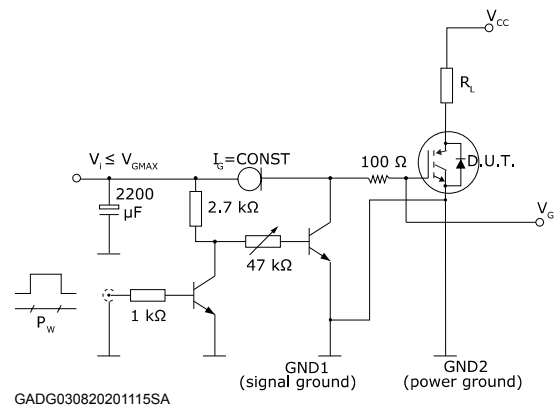 V_CC
R_L
V_i ≤ V_GMAX
I_G=CONST
100 Ω
D.U.T.
2200
µF
2.7 kΩ
V_G
47 kΩ
1 kΩ
P_W
GND1
(signal ground)
GND2
(power ground)
GADG030820201115SA